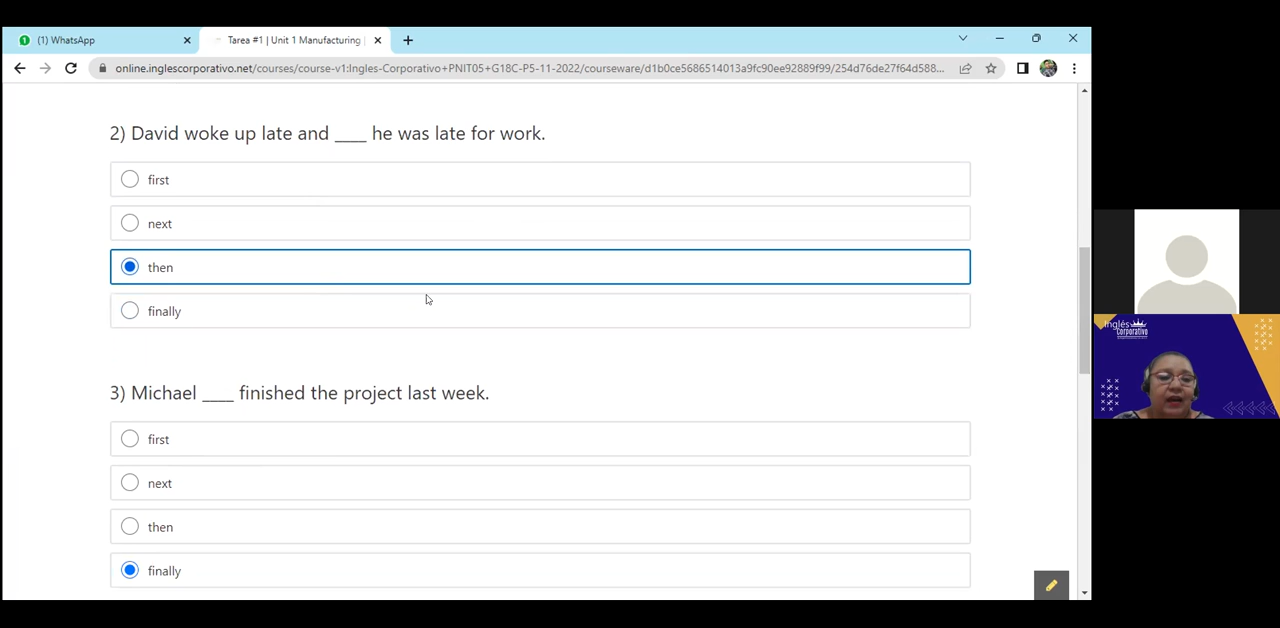 (1) WhatsApp
Tarea #1 | Unit 1 Manufacturing |
online.inglescorporativo.net/courses/course-v1:Ingles-Corporativo+PNIT05+G18C-P5-11-2022/courseware/d1b0ce5686514013a9fc90ee92889f99/254d76de27f64d588...
2) David woke up late and ____ he was late for work.
first
next
then
finally
3) Michael ____ finished the project last week.
first
next
then
finally
Inglés
Corporativo